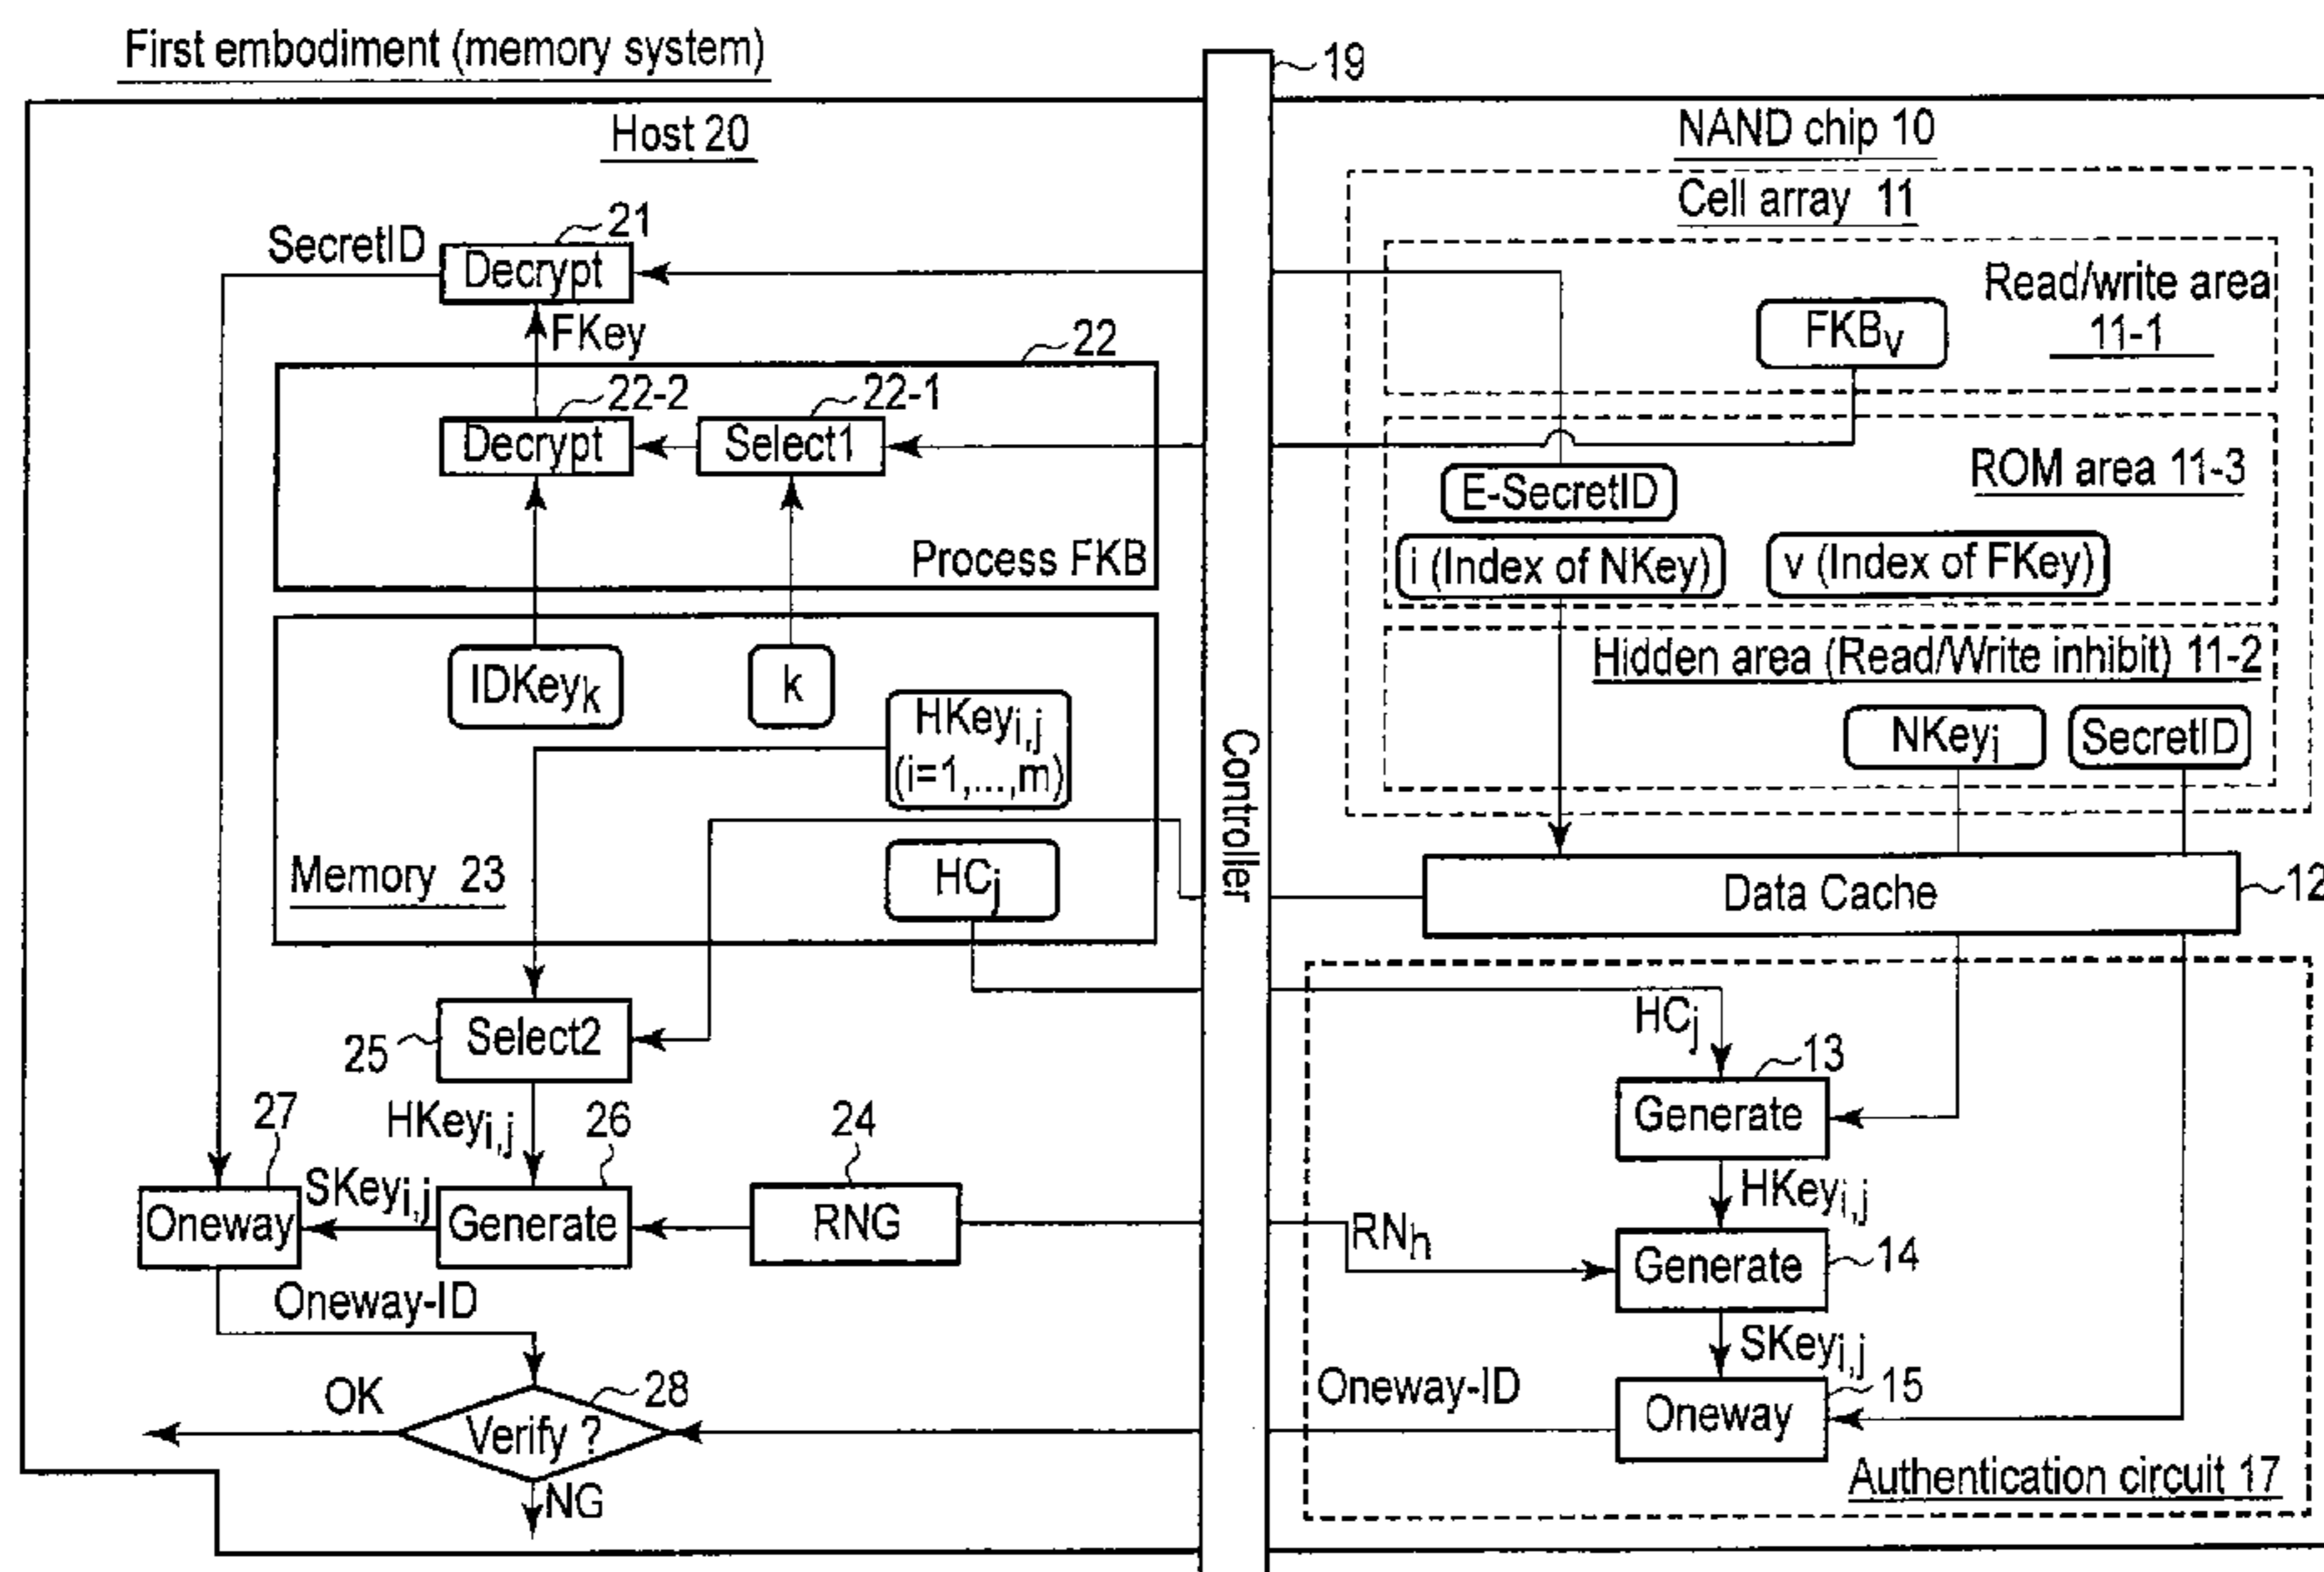 First embodiment (memory system)
19
Host 20
NAND chip 10
Cell array 11
SecretID
21
Decrypt
Read/write area
11-1
FKBv
FKey
22
22-2
22-1
Decrypt
Select1
ROM area 11-3
E-SecretID
Process FKB
i (Index of NKey)
v (Index of FKey)
Hidden area (Read/Write inhibit) 11-2
IDKeyk
k
HKeyi,j
(i=1,...,m)
NKeyi
SecretID
Controller
Memory 23
HCj
Data Cache
12
25
Select2
HCj
13
Generate
27
HKeyi,j
26
24
HKeyi,j
Oneway
SKeyi,j
Generate
RNG
RNh
Generate
14
Oneway-ID
SKeyi,j
OK
28
Verify ?
NG
Oneway-ID
15
Oneway
Authentication circuit 17